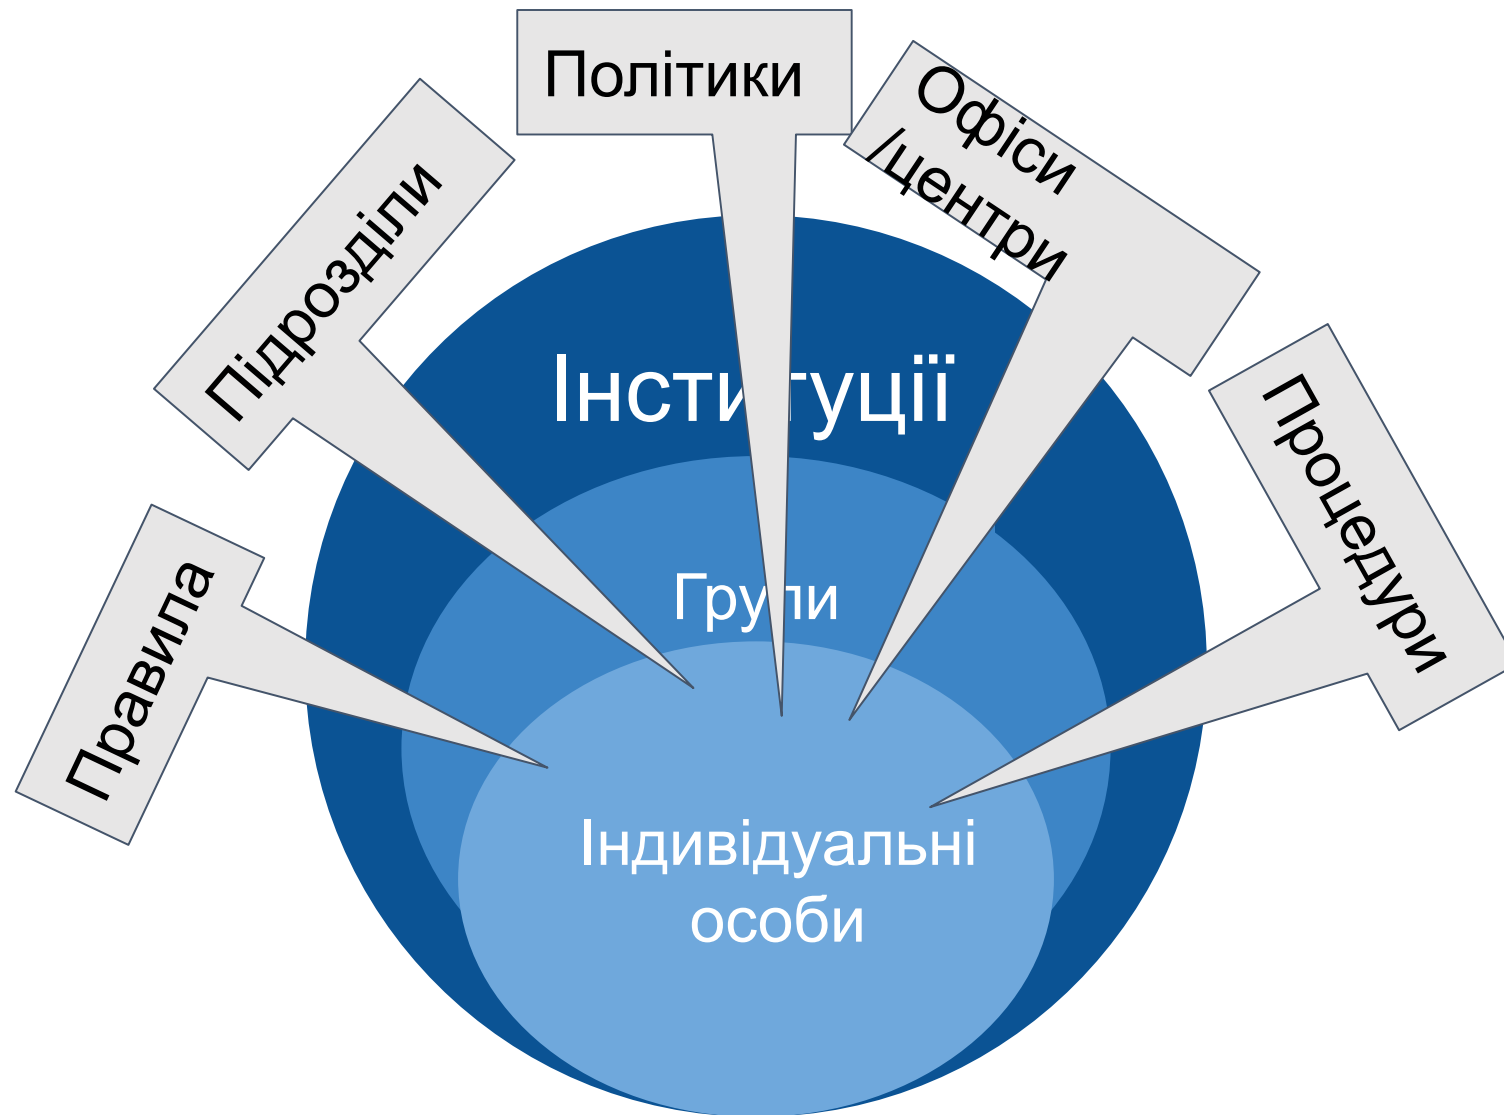 Політики
Офіси
/центри
Підрозділи
Інституції
Процедури
Правила
Групи
Індивідуальні
особи